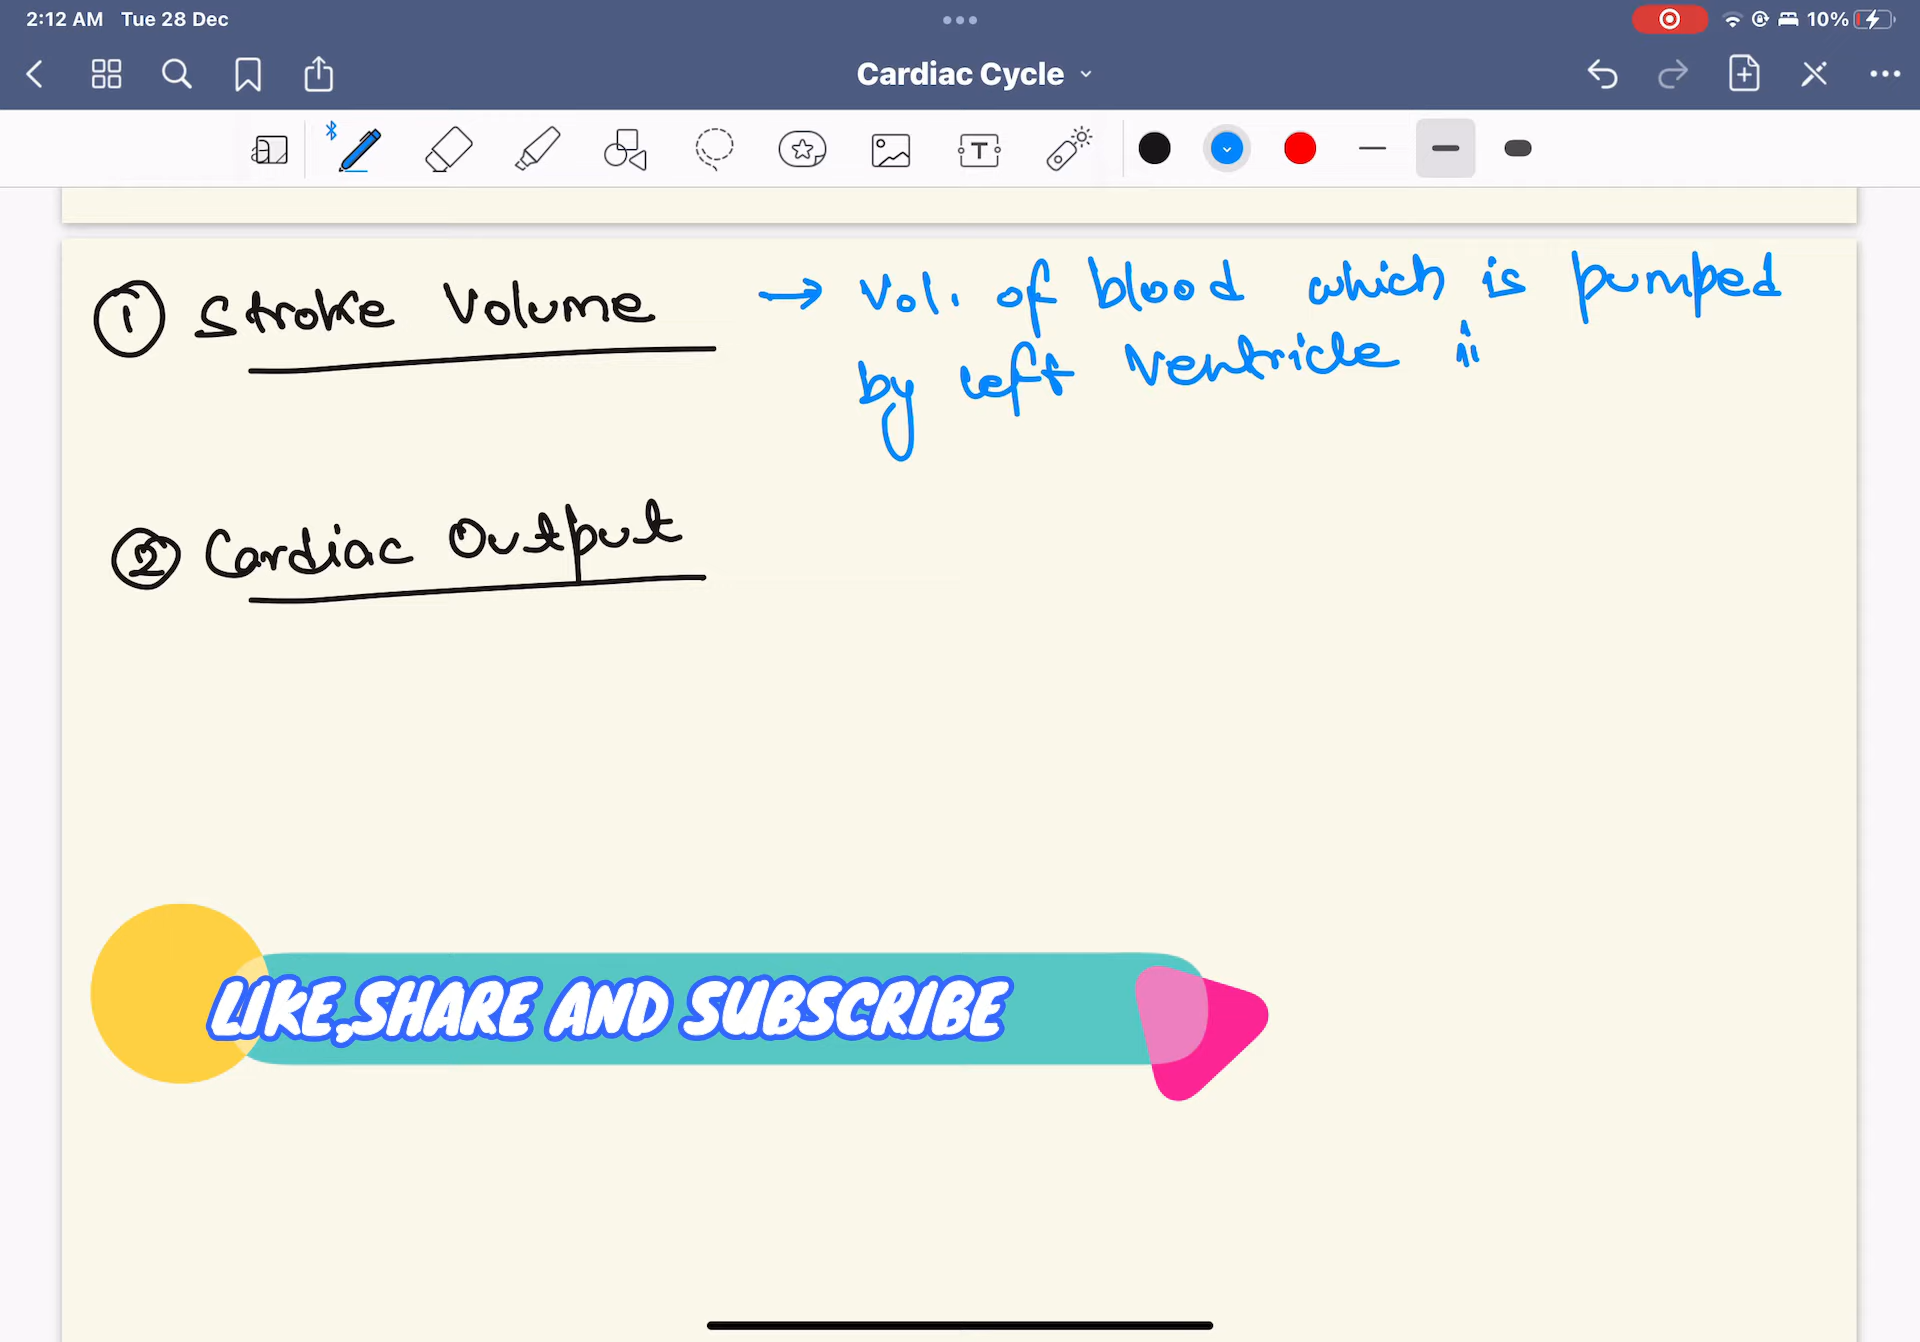 2:12 AM Tue 28 Dec
10%
Cardiac Cycle
① Stroke Volume → Vol. of blood which is pumped
by left ventricle
② Cardiac Output
LIKE,SHARE AND SUBSCRIBE